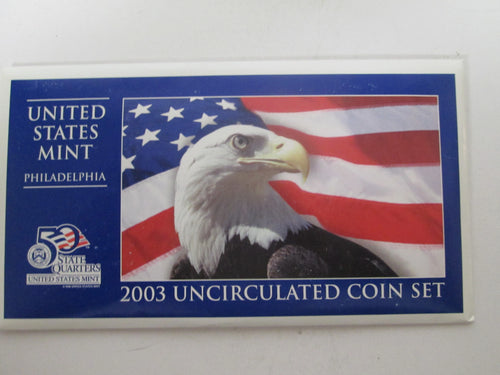 UNITED
STATES
MINT
PHILADELPHIA
50
STATE
QUARTERS
UNITED STATES MINT
2003 UNCIRCULATED COIN SET